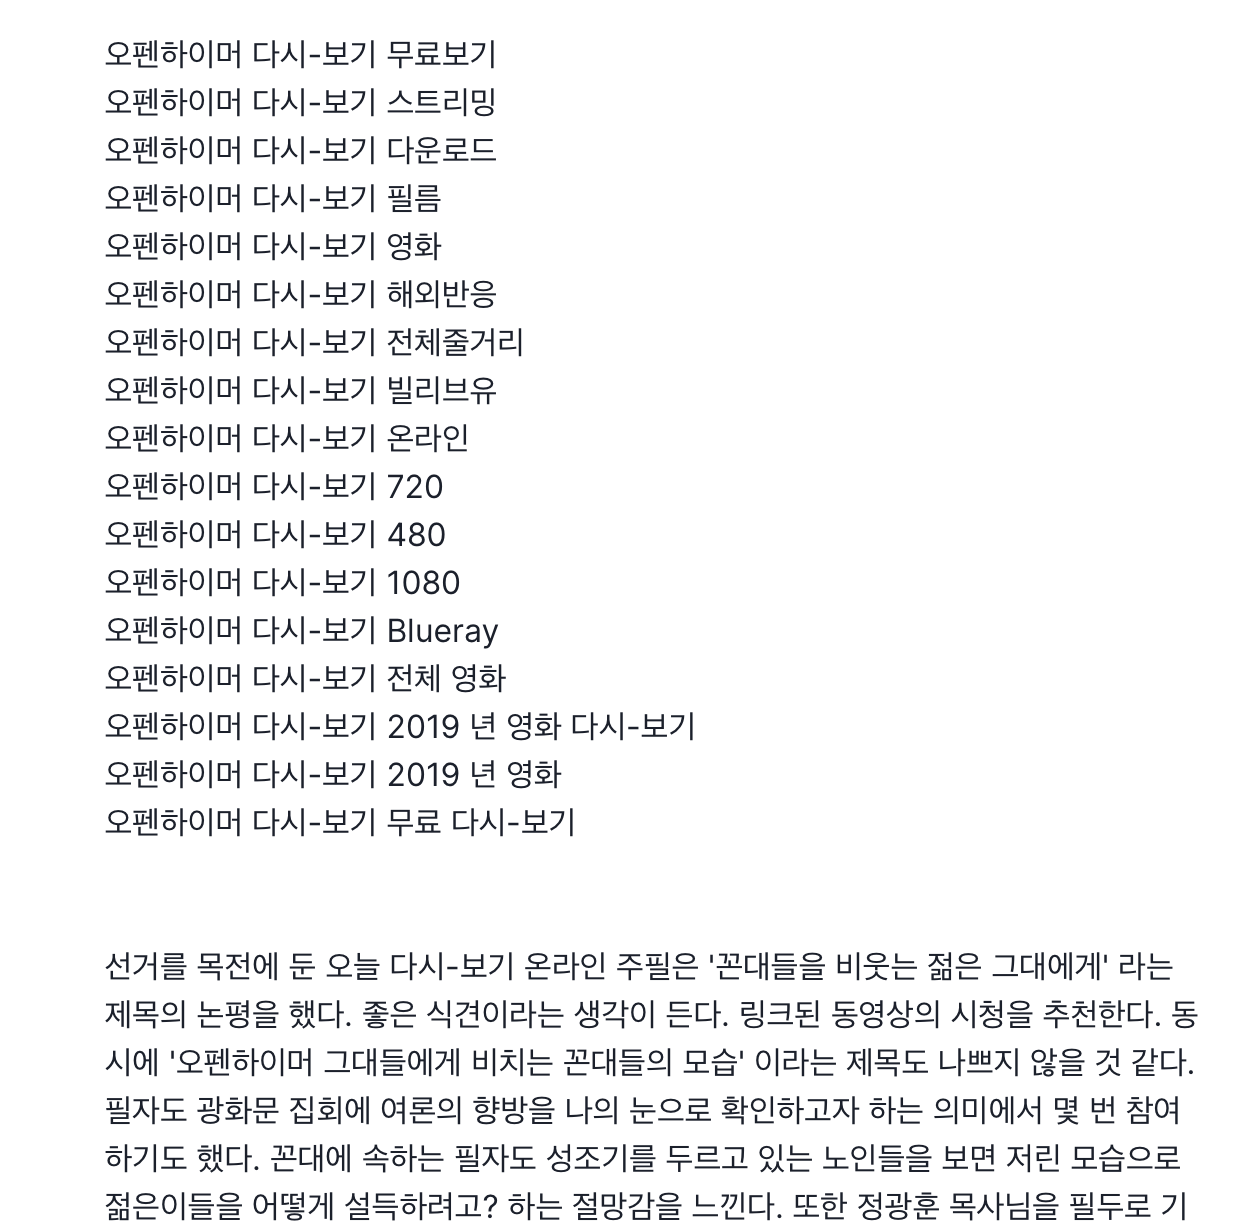 오펜하이머 다시-보기 무료보기
오펜하이머 다시-보기 스트리밍
오펜하이머 다시-보기 다운로드
오펜하이머 다시-보기 필름
오펜하이머 다시-보기 영화
오펜하이머 다시-보기 해외반응
오펜하이머 다시-보기 전체줄거리
오펜하이머 다시-보기 빌리브유
오펜하이머 다시-보기 온라인
오펜하이머 다시-보기 720
오펜하이머 다시-보기 480
오펜하이머 다시-보기 1080
오펜하이머 다시-보기 Blueray
오펜하이머 다시-보기 전체 영화
오펜하이머 다시-보기 2019 년 영화 다시-보기
오펜하이머 다시-보기 2019 년 영화
오펜하이머 다시-보기 무료 다시-보기
선거를 목전에 둔 오늘 다시-보기 온라인 주필은 '꼰대들을 비웃는 젊은 그대에게' 라는
제목의 논평을 했다. 좋은 식견이라는 생각이 든다. 링크된 동영상의 시청을 추천한다. 동
시에 '오펜하이머 그대들에게 비치는 꼰대들의 모습' 이라는 제목도 나쁘지 않을 것 같다.
필자도 광화문 집회에 여론의 향방을 나의 눈으로 확인하고자 하는 의미에서 몇 번 참여
하기도 했다. 꼰대에 속하는 필자도 성조기를 두르고 있는 노인들을 보면 저런 모습으로
젊은이들을 어떻게 설득하려고? 하는 절망감을 느낀다. 또한 정광훈 목사님을 필두로 기